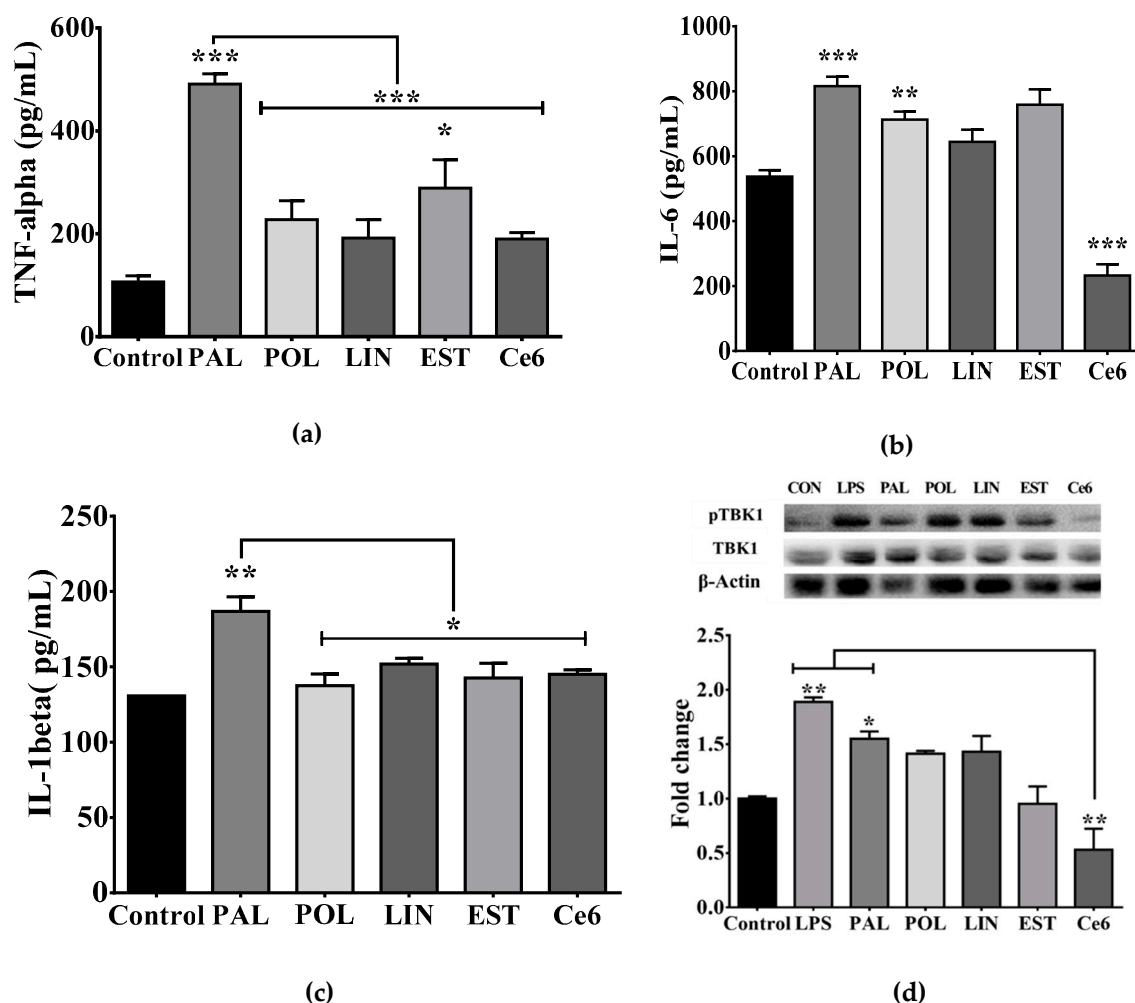 TNF-alpha (pg/mL)
600
400
200
0
***
***
*
Control PAL POL LIN EST Ce6
(a)
IL-6 (pg/mL)
1000
800
600
400
200
0
***
**
***
Control PAL POL LIN EST Ce6
(b)
IL-1beta( pg/mL)
250
200
150
100
50
0
**
*
Control PAL POL LIN EST Ce6
(c)
CON LPS PAL POL LIN EST Ce6
pTBK1
TBK1
β-Actin
Fold change
2.5
2.0
1.5
1.0
0.5
0.0
**
*
**
Control LPS PAL POL LIN EST Ce6
(d)